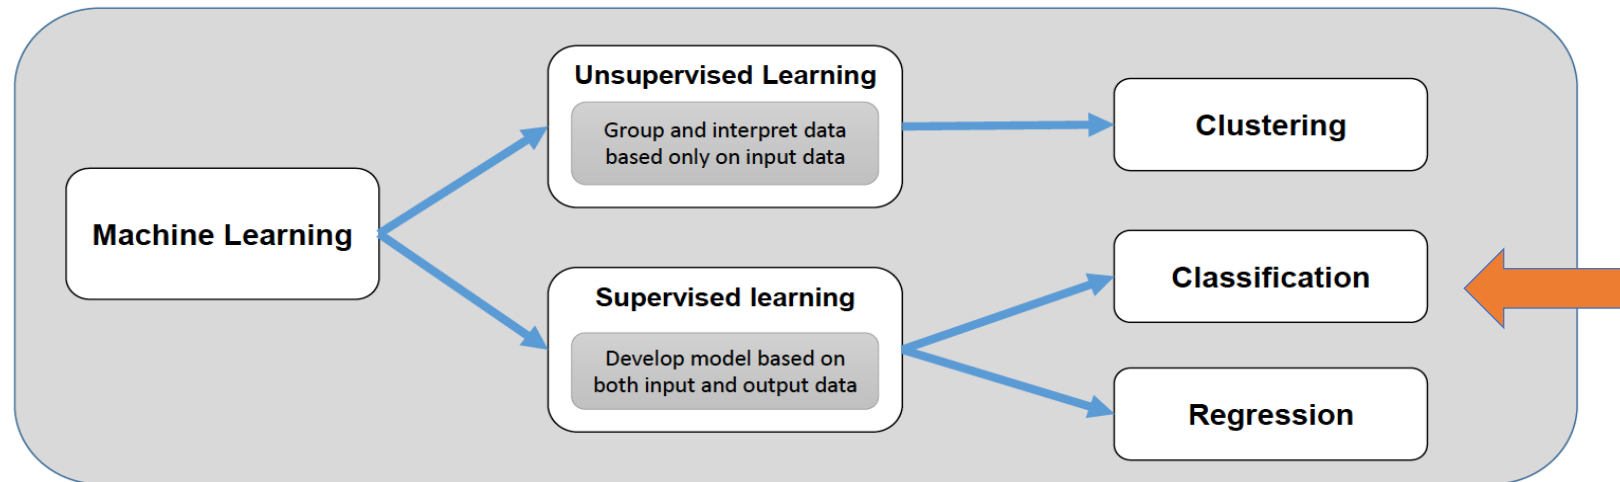 Machine Learning
Unsupervised Learning
Group and interpret data
based only on input data
Supervised learning
Develop model based on
both input and output data
Clustering
Classification
Regression